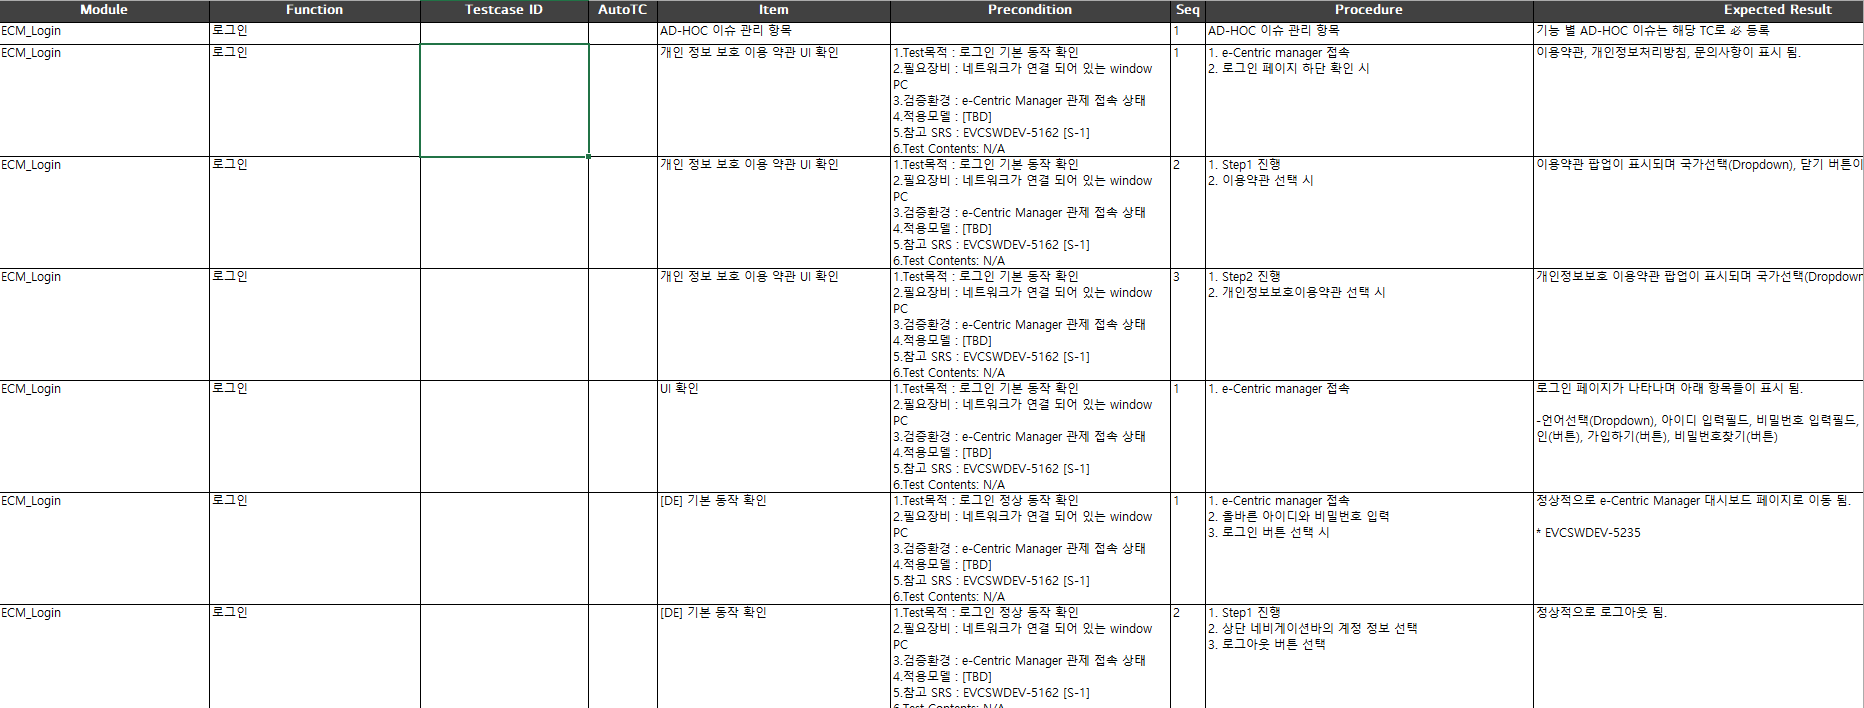 Module Function Testcase ID AutoTC Item Precondition Seq Procedure Expected Result
ECM_Login 로그인 AD-HOC 이슈 관리 항목 1 AD-HOC 이슈 관리 항목 기능 별 AD-HOC 이슈는 해당 TC로 必 등록
ECM_Login 로그인 개인 정보 보호 이용 약관 UI 확인 1.Test목적 : 로그인 기본 동작 확인 1 1. e-Centric manager 접속 이용약관, 개인정보처리방침, 문의사항이 표시 됨.
2.필요장비 : 네트워크가 연결 되어 있는 window 2. 로그인 페이지 하단 확인 시
PC
3.검증환경 : e-Centric Manager 관제 접속 상태
4.적용모델 : [TBD]
5.참고 SRS : EVCSWDEV-5162 [S-1]
6.Test Contents: N/A
ECM_Login 로그인 개인 정보 보호 이용 약관 UI 확인 1.Test목적 : 로그인 기본 동작 확인 2 1. Step1 진행 이용약관 팝업이 표시되며 국가선택(Dropdown), 닫기 버튼이
2.필요장비 : 네트워크가 연결 되어 있는 window 2. 이용약관 선택 시
PC
3.검증환경 : e-Centric Manager 관제 접속 상태
4.적용모델 : [TBD]
5.참고 SRS : EVCSWDEV-5162 [S-1]
6.Test Contents: N/A
ECM_Login 로그인 개인 정보 보호 이용 약관 UI 확인 1.Test목적 : 로그인 기본 동작 확인 3 1. Step2 진행 개인정보보호 이용약관 팝업이 표시되며 국가선택(Dropdown
2.필요장비 : 네트워크가 연결 되어 있는 window 2. 개인정보보호이용약관 선택 시
PC
3.검증환경 : e-Centric Manager 관제 접속 상태
4.적용모델 : [TBD]
5.참고 SRS : EVCSWDEV-5162 [S-1]
6.Test Contents: N/A
ECM_Login 로그인 UI 확인 1.Test목적 : 로그인 기본 동작 확인 1 1. e-Centric manager 접속 로그인 페이지가 나타나며 아래 항목들이 표시 됨.
2.필요장비 : 네트워크가 연결 되어 있는 window
PC -언어선택(Dropdown), 아이디 입력필드, 비밀번호 입력필드,
3.검증환경 : e-Centric Manager 관제 접속 상태 인(버튼), 가입하기(버튼), 비밀번호찾기(버튼)
4.적용모델 : [TBD]
5.참고 SRS : EVCSWDEV-5162 [S-1]
6.Test Contents: N/A
ECM_Login 로그인 [DE] 기본 동작 확인 1.Test목적 : 로그인 정상 동작 확인 1 1. e-Centric manager 접속 정상적으로 e-Centric Manager 대시보드 페이지로 이동 됨.
2.필요장비 : 네트워크가 연결 되어 있는 window 2. 올바른 아이디와 비밀번호 입력
PC 3. 로그인 버튼 선택 시 * EVCSWDEV-5235
3.검증환경 : e-Centric Manager 관제 접속 상태
4.적용모델 : [TBD]
5.참고 SRS : EVCSWDEV-5162 [S-1]
6.Test Contents: N/A
ECM_Login 로그인 [DE] 기본 동작 확인 1.Test목적 : 로그인 정상 동작 확인 2 1. Step1 진행 정상적으로 로그아웃 됨.
2.필요장비 : 네트워크가 연결 되어 있는 window 2. 상단 네비게이션바의 계정 정보 선택
PC 3. 로그아웃 버튼 선택
3.검증환경 : e-Centric Manager 관제 접속 상태
4.적용모델 : [TBD]
5.참고 SRS : EVCSWDEV-5162 [S-1]
6.Test Contents: N/A